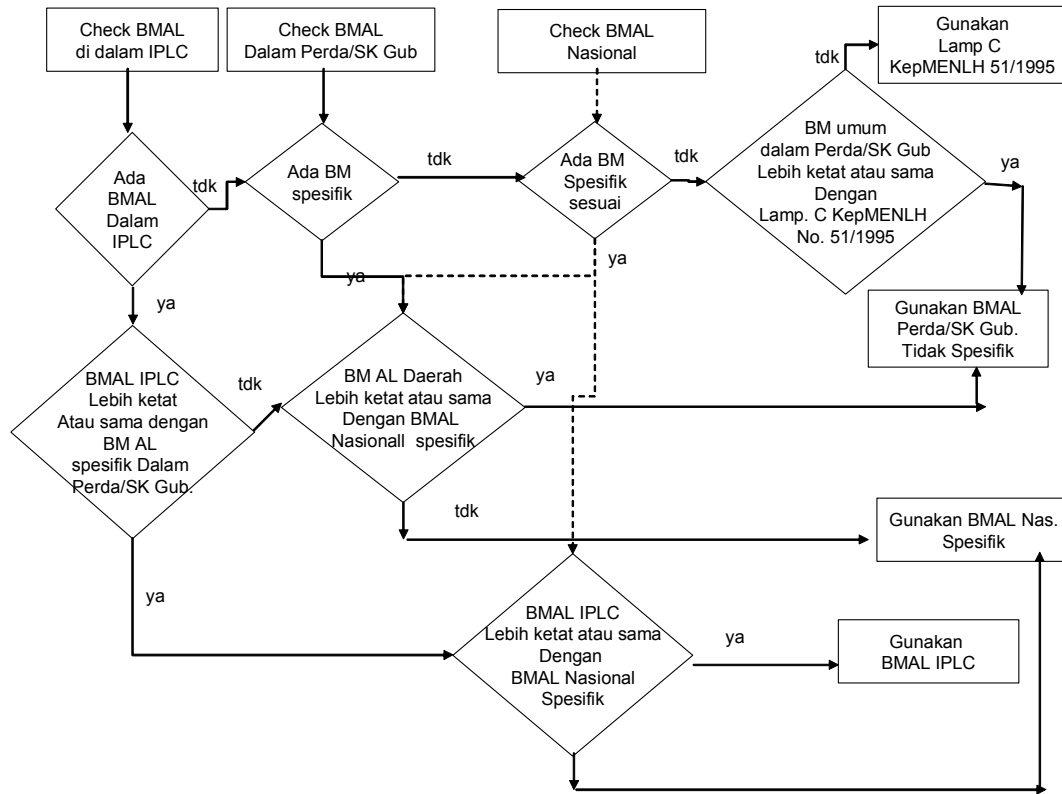 Check BMAL
di dalam IPLC
Check BMAL
Dalam Perda/SK Gub
Check BMAL
Nasional
Gunakan
Lamp C
KepMENLH 51/1995
tdk
Ada
BMAL
Dalam
IPLC
tdk
Ada BM
spesifik
tdk
Ada BM
Spesifik
sesuai
tdk
BM umum
dalam Perda/SK Gub
Lebih ketat atau sama
Dengan
Lamp. C KepMENLH
No. 51/1995
ya
ya
ya
ya
Gunakan BMAL
Perda/SK Gub.
Tidak Spesifik
BMAL IPLC
Lebih ketat
Atau sama dengan
BM AL
spesifik Dalam
Perda/SK Gub.
tdk
BM AL Daerah
Lebih ketat atau sama
Dengan BMAL
Nasionall spesifik
ya
tdk
Gunakan BMAL Nas.
Spesifik
ya
BMAL IPLC
Lebih ketat atau sama
Dengan
BMAL Nasional
Spesifik
ya
Gunakan
BMAL IPLC